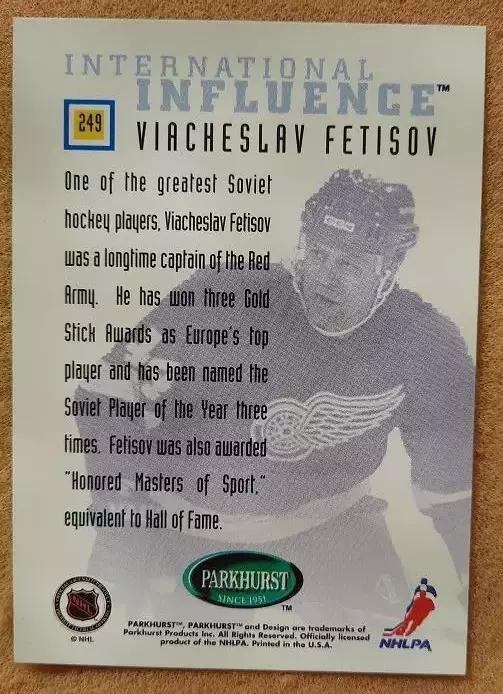 INTERNATIONAL
INFLUENCE™
249
VIACHESLAV FETISOV
One of the greatest Soviet
hockey players, Viacheslav Fetisov
was a longtime captain of the Red
Army. He has won three Gold
Stick Awards as Europe's top
player and has been named the
Soviet Player of the Year three
times. Fetisov was also awarded
"Honored Masters of Sport,"
equivalent to Hall of Fame.
PARKHURST
SINCE 1951
™
NHL
© NHL
PARKHURST™, PARKHURST™ and Design are trademarks of
Parkhurst Products Inc. All Rights Reserved. Officially licensed
product of the NHLPA. Printed in the U.S.A.
NHLPA